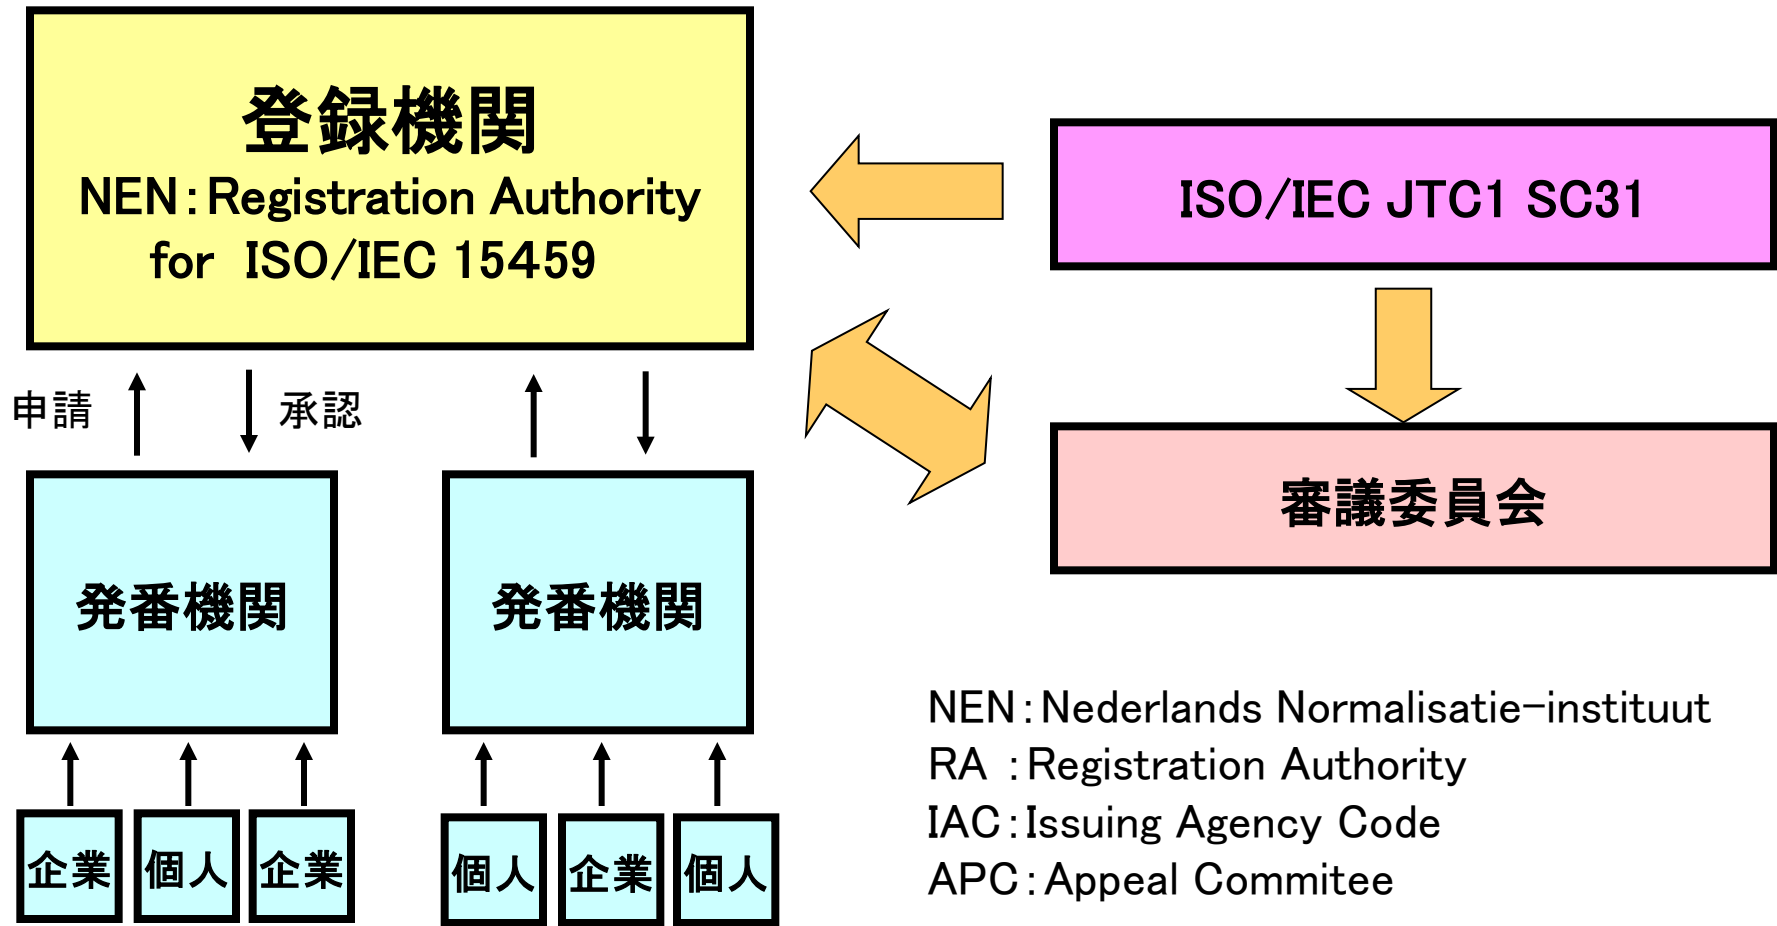 登録機関
NEN：Registration Authority
for ISO/IEC 15459
ISO/IEC JTC1 SC31
申請
承認
審議委員会
発番機関
発番機関
NEN：Nederlands Normalisatie-instituut
RA ：Registration Authority
IAC：Issuing Agency Code
APC：Appeal Commitee
企業
個人
企業
個人
企業
個人